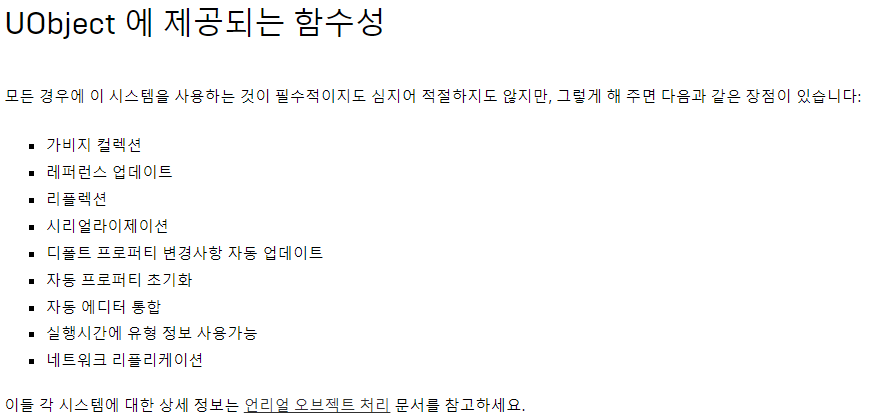 UObject 에 제공되는 함수성
모든 경우에 이 시스템을 사용하는 것이 필수적이지도 심지어 적절하지도 않지만, 그렇게 해 주면 다음과 같은 장점이 있습니다:
가비지 컬렉션
레퍼런스 업데이트
리플렉션
시리얼라이제이션
디폴트 프로퍼티 변경사항 자동 업데이트
자동 프로퍼티 초기화
자동 에디터 통합
실행시간에 유형 정보 사용가능
네트워크 리플리케이션
이들 각 시스템에 대한 상세 정보는 언리얼 오브젝트 처리 문서를 참고하세요.